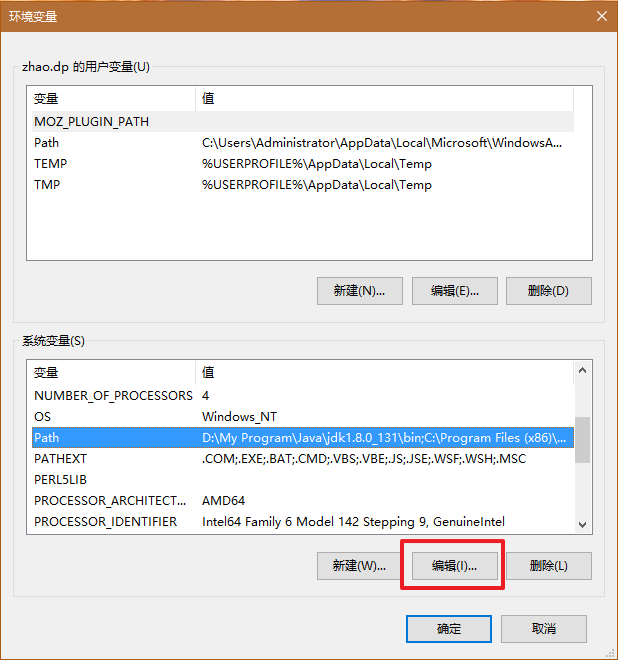 环境变量
zhao.dp 的用户变量(U)
变量 值
MOZ_PLUGIN_PATH
Path C:\Users\Administrator\AppData\Local\Microsoft\WindowsA...
TEMP %USERPROFILE%\AppData\Local\Temp
TMP %USERPROFILE%\AppData\Local\Temp
新建(N)... 编辑(E)... 删除(D)
系统变量(S)
变量 值
NUMBER_OF_PROCESSORS 4
OS Windows_NT
Path D:\My Program\Java\jdk1.8.0_131\bin;C:\Program Files (x86)\...
PATHEXT .COM;.EXE;.BAT;.CMD;.VBS;.VBE;.JS;.JSE;.WSF;.WSH;.MSC
PERL5LIB
PROCESSOR_ARCHITECT... AMD64
PROCESSOR_IDENTIFIER Intel64 Family 6 Model 142 Stepping 9, GenuineIntel
新建(W)... 编辑(I)... 删除(L)
确定 取消